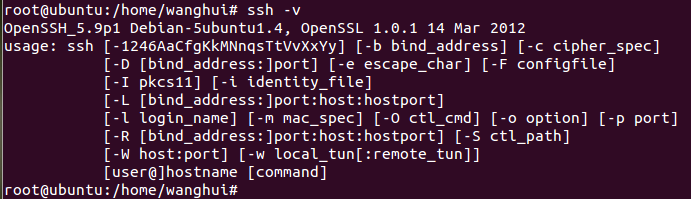 root@ubuntu:/home/wanghui# ssh -v
OpenSSH_5.9p1 Debian-5ubuntu1.4, OpenSSL 1.0.1 14 Mar 2012
usage: ssh [-1246AaCfgKkMNnqsTtVvXxYy] [-b bind_address] [-c cipher_spec]
           [-D [bind_address:]port] [-e escape_char] [-F configfile]
           [-I pkcs11] [-i identity_file]
           [-L [bind_address:]port:host:hostport]
           [-l login_name] [-m mac_spec] [-O ctl_cmd] [-o option] [-p port]
           [-R [bind_address:]port:host:hostport] [-S ctl_path]
           [-W host:port] [-w local_tun[:remote_tun]]
           [user@]hostname [command]
root@ubuntu:/home/wanghui#